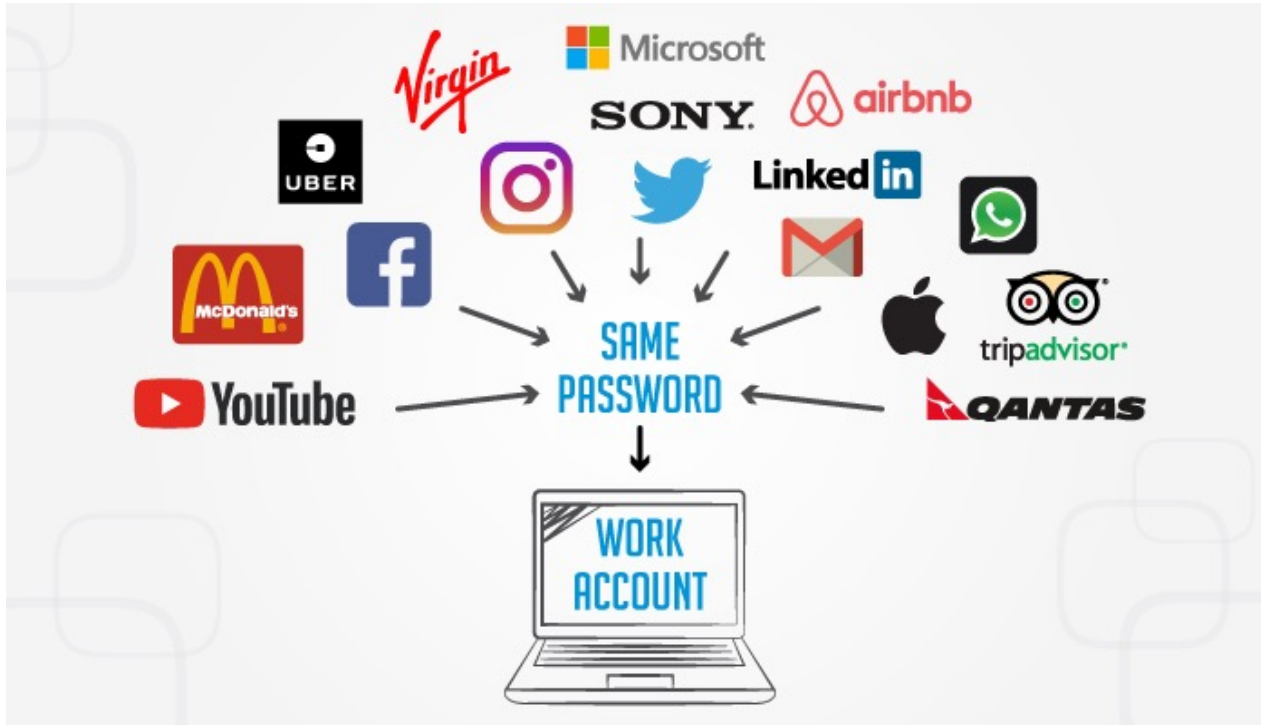 Virgin
Microsoft
SONY.
airbnb
UBER
Linked in
McDonald's
tripadvisor
YouTube
QANTAS
SAME
PASSWORD
WORK
ACCOUNT